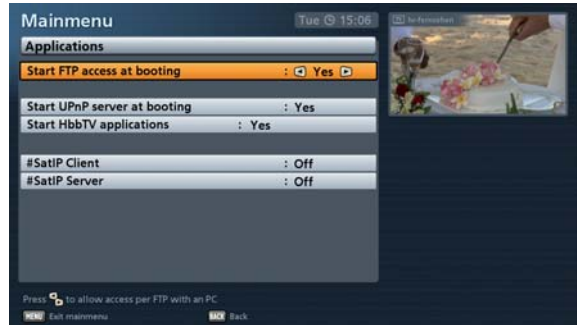 Mainmenu
Tue 15:06
hr-fernsehen
Applications
Start FTP access at booting : Yes
Start UPnP server at booting : Yes
Start HbbTV applications : Yes
#SatIP Client : Off
#SatIP Server : Off
Press to allow access per FTP with an PC
MENU Exit mainmenu BACK Back